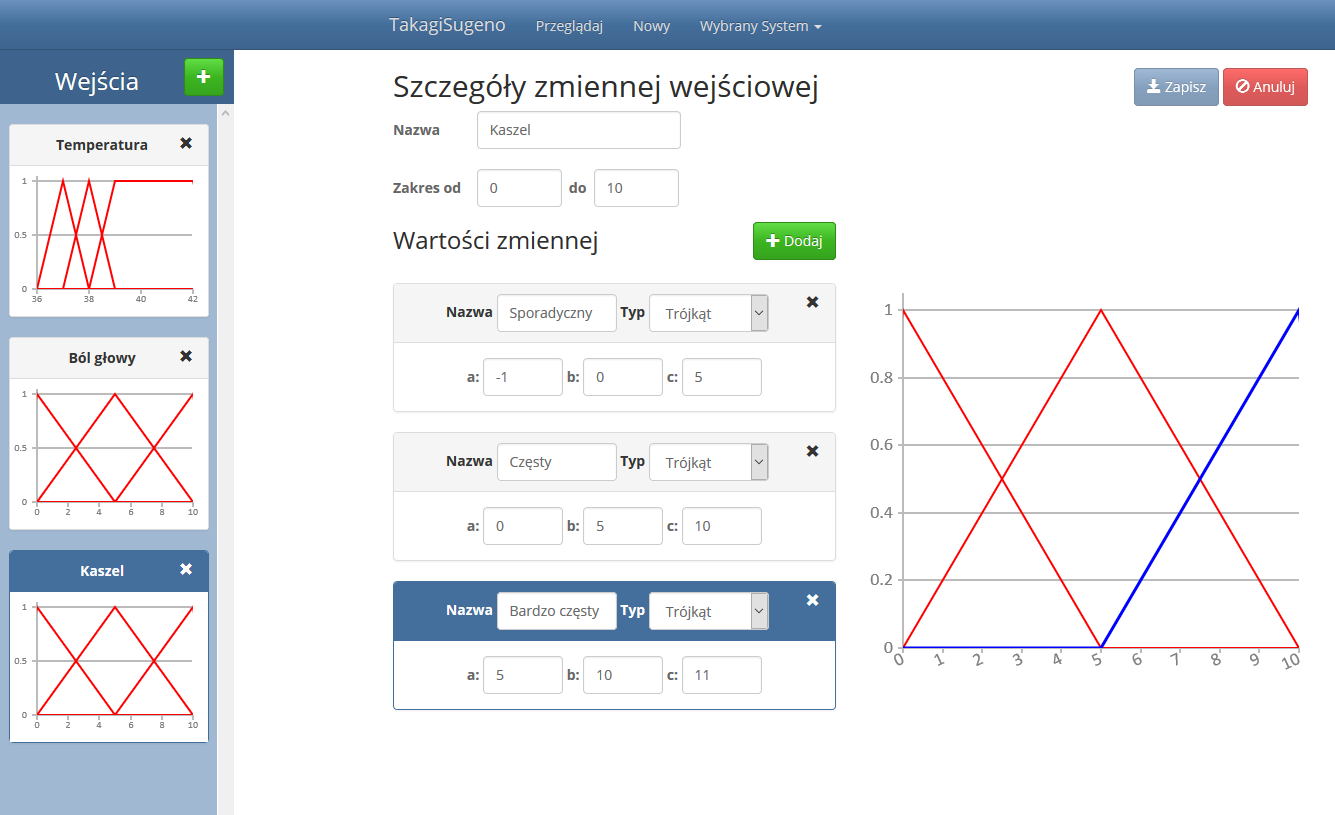 TakagiSugeno Przeglądaj Nowy Wybrany System
Wejścia
Temperatura
1
0.5
0
36 38 40 42
Ból głowy
1
0.5
0
0 2 4 6 8 10
Kaszel
1
0.5
0
0 2 4 6 8 10
Szczegóły zmiennej wejściowej
Zapisz Anuluj
Nazwa Kaszel
Zakres od 0 do 10
Wartości zmiennej Dodaj
Nazwa Sporadyczny Typ Trójkąt
a: -1 b: 0 c: 5
Nazwa Częsty Typ Trójkąt
a: 0 b: 5 c: 10
Nazwa Bardzo częsty Typ Trójkąt
a: 5 b: 10 c: 11
1
0.8
0.6
0.4
0.2
0
0 1 2 3 4 5 6 7 8 9 10